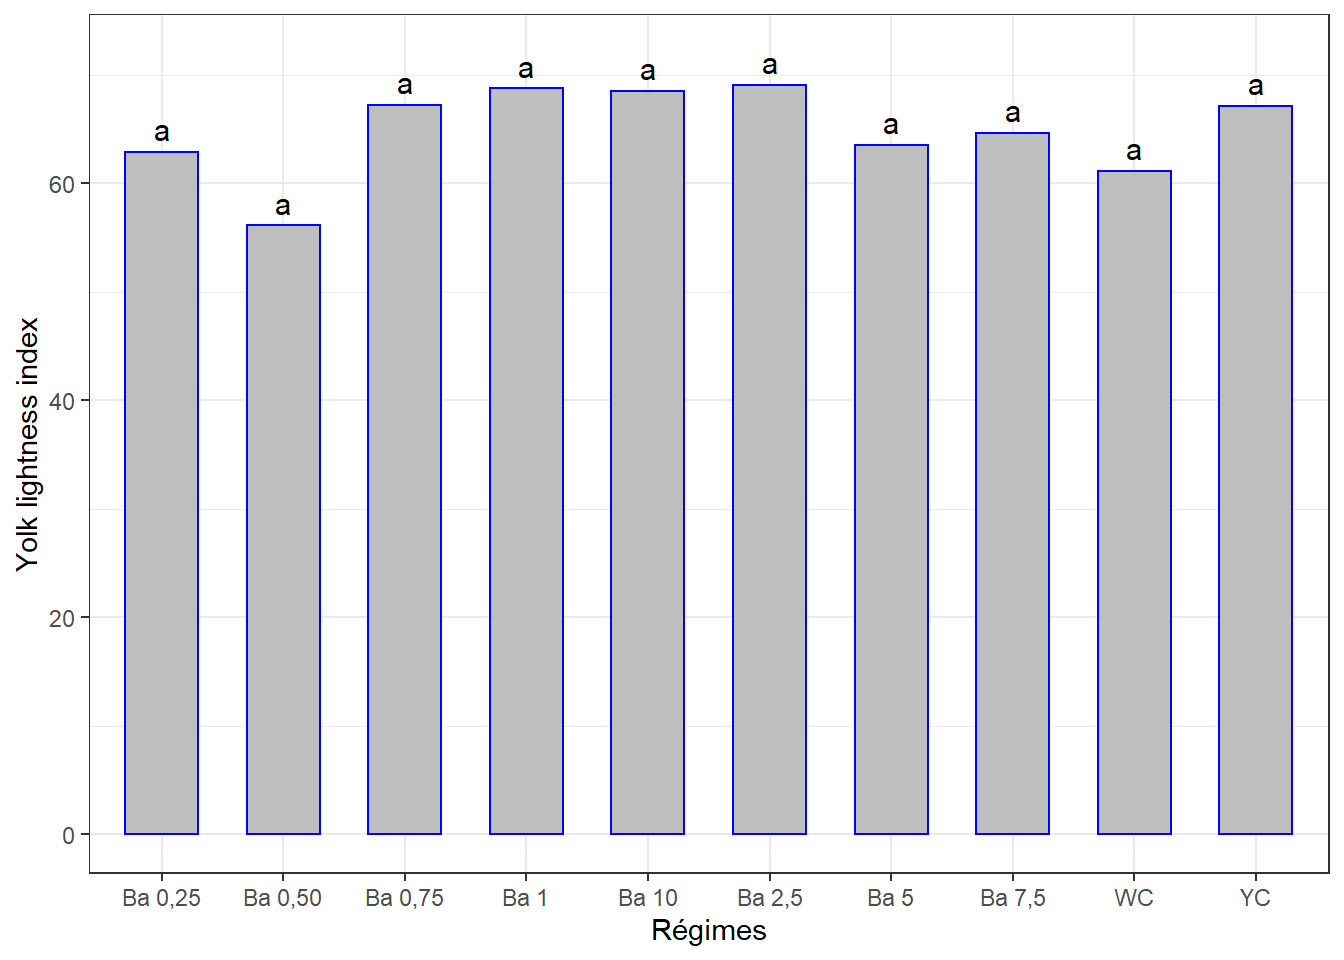 a a a a a a a a a a
Yolk lightness index
60
40
20
0
Ba 0,25 Ba 0,50 Ba 0,75 Ba 1 Ba 10 Ba 2,5 Ba 5 Ba 7,5 WC YC
Régimes